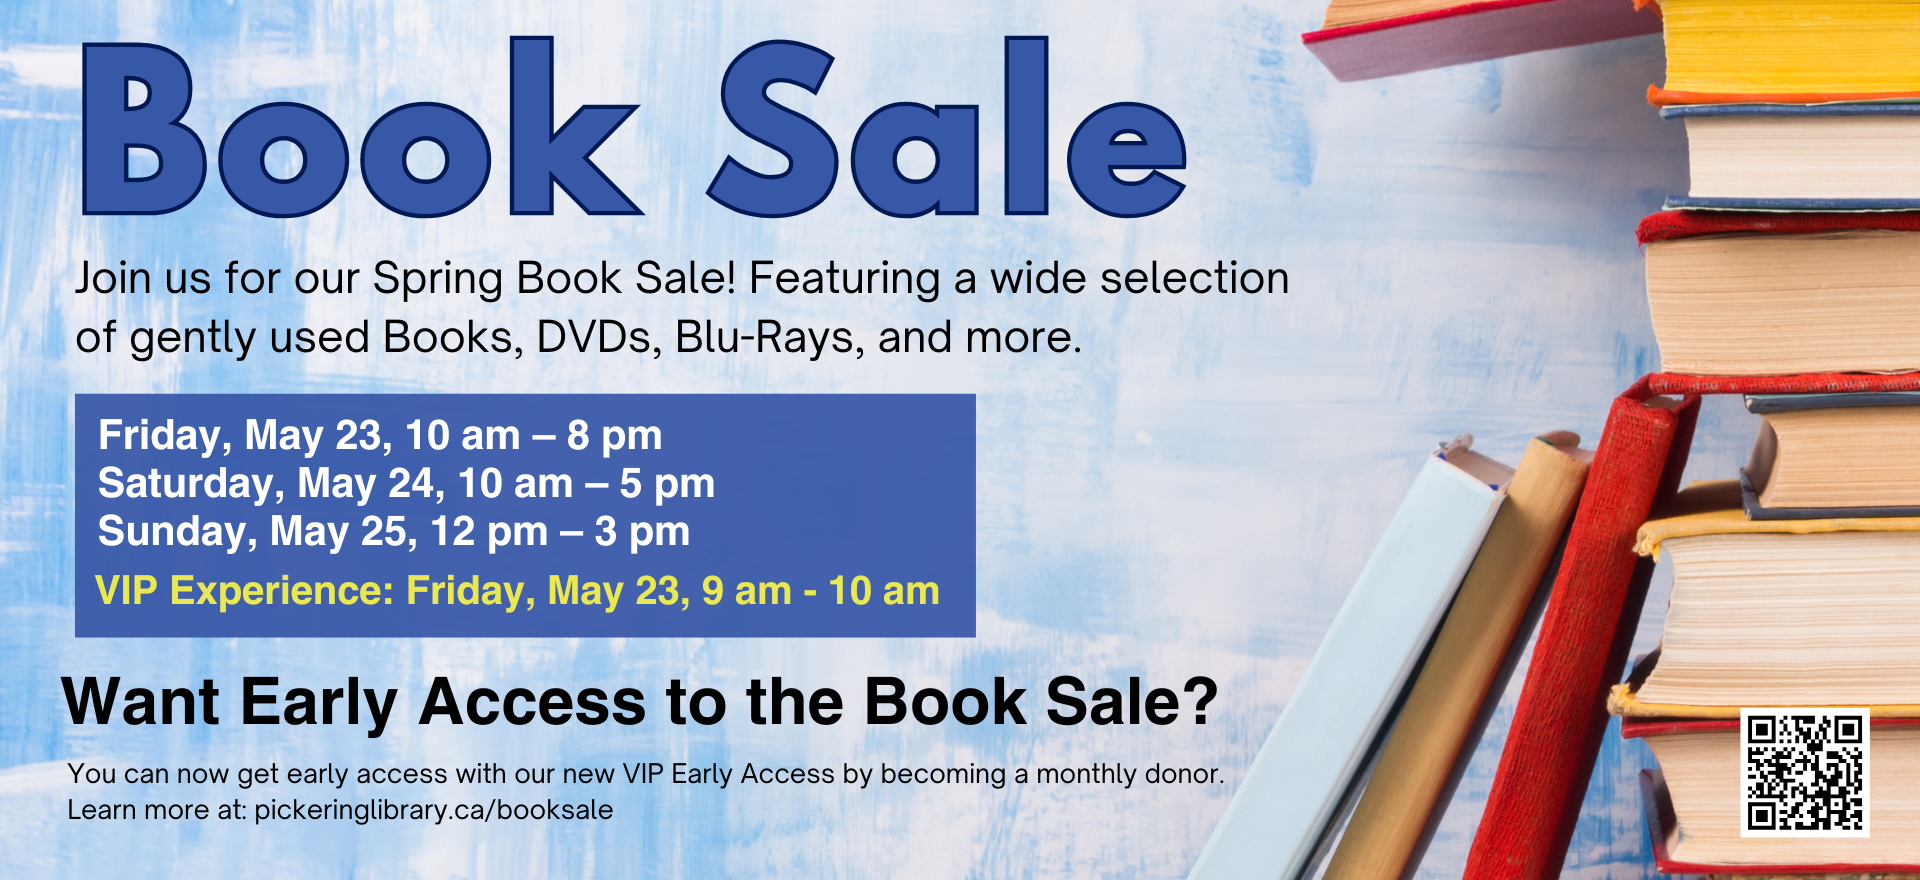 Book Sale
Join us for our Spring Book Sale! Featuring a wide selection
of gently used Books, DVDs, Blu-Rays, and more.
Friday, May 23, 10 am – 8 pm
Saturday, May 24, 10 am – 5 pm
Sunday, May 25, 12 pm – 3 pm
VIP Experience: Friday, May 23, 9 am - 10 am
Want Early Access to the Book Sale?
You can now get early access with our new VIP Early Access by becoming a monthly donor.
Learn more at: pickeringlibrary.ca/booksale